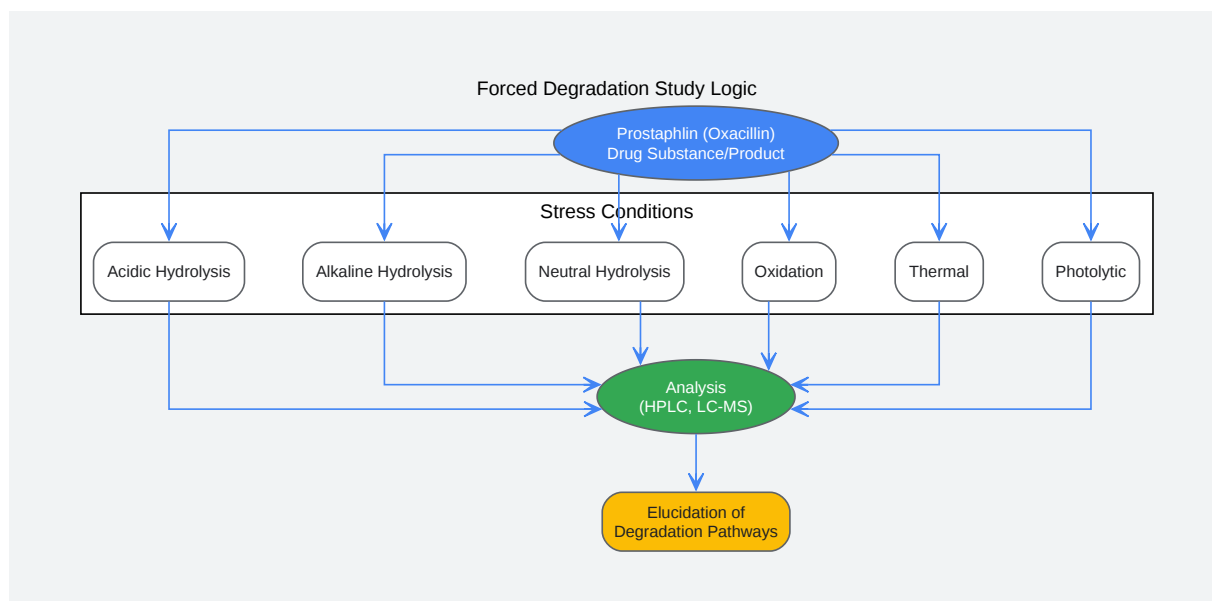 Forced Degradation Study Logic
Prostaphlin (Oxacillin)
Drug Substance/Product
Stress Conditions
Acidic Hydrolysis
Alkaline Hydrolysis
Neutral Hydrolysis
Oxidation
Thermal
Photolytic
Analysis
(HPLC, LC-MS)
Elucidation of
Degradation Pathways